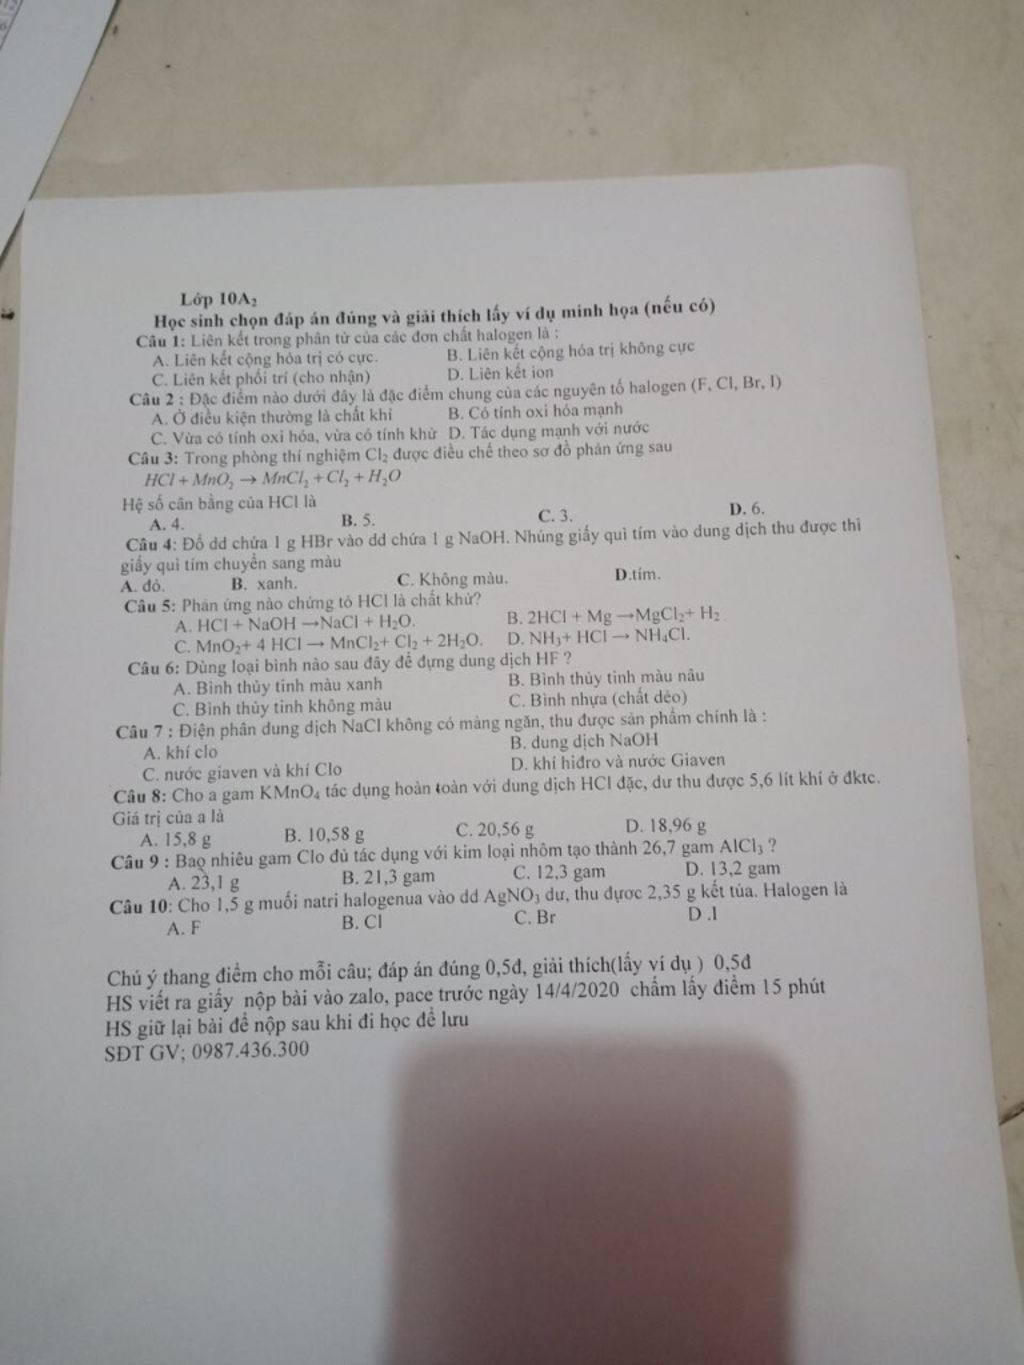 Lớp 10A₂
Học sinh chọn đáp án đúng và giải thích lấy ví dụ minh họa (nếu có)
Câu 1: Liên kết trong phân tử của các đơn chất halogen là :
A. Liên kết cộng hóa trị có cực. B. Liên kết cộng hóa trị không cực
C. Liên kết phối trí (cho nhận) D. Liên kết ion
Câu 2 : Đặc điểm nào dưới đây là đặc điểm chung của các nguyên tố halogen (F, Cl, Br, I)
A. Ở điều kiện thường là chất khí B. Có tính oxi hóa mạnh
C. Vừa có tính oxi hóa, vừa có tính khử D. Tác dụng mạnh với nước
Câu 3: Trong phòng thí nghiệm Cl₂ được điều chế theo sơ đồ phản ứng sau
HCl + MnO₂ → MnCl₂ + Cl₂ + H₂O
Hệ số cân bằng của HCl là
A. 4. B. 5. C. 3. D. 6.
Câu 4: Đổ dd chứa 1 g HBr vào dd chứa 1 g NaOH. Nhúng giấy quì tím vào dung dịch thu được thì
giấy quì tím chuyển sang màu
A. đỏ. B. xanh. C. Không màu. D.tím.
Câu 5: Phản ứng nào chứng tỏ HCl là chất khử?
A. HCl + NaOH →NaCl + H₂O. B. 2HCl + Mg →MgCl₂+ H₂
C. MnO₂+ 4 HCl → MnCl₂+ Cl₂ + 2H₂O. D. NH₃+ HCl → NH₄Cl.
Câu 6: Dùng loại bình nào sau đây để đựng dung dịch HF ?
A. Bình thủy tinh màu xanh B. Bình thủy tinh màu nâu
C. Bình thủy tinh không màu C. Bình nhựa (chất dẻo)
Câu 7 : Điện phân dung dịch NaCl không có màng ngăn, thu được sản phẩm chính là :
A. khí clo B. dung dịch NaOH
C. nước giaven và khí Clo D. khí hiđro và nước Giaven
Câu 8: Cho a gam KMnO₄ tác dụng hoàn toàn với dung dịch HCl đặc, dư thu được 5,6 lít khí ở đktc.
Giá trị của a là
A. 15,8 g B. 10,58 g C. 20,56 g D. 18,96 g
Câu 9 : Bao nhiêu gam Clo đủ tác dụng với kim loại nhôm tạo thành 26,7 gam AlCl₃ ?
A. 23,1 g B. 21,3 gam C. 12,3 gam D. 13,2 gam
Câu 10: Cho 1,5 g muối natri halogenua vào dd AgNO₃ dư, thu được 2,35 g kết tủa. Halogen là
A. F B. Cl C. Br D .I
Chú ý thang điểm cho mỗi câu; đáp án đúng 0,5đ, giải thích(lấy ví dụ ) 0,5đ
HS viết ra giấy nộp bài vào zalo, pace trước ngày 14/4/2020 chấm lấy điểm 15 phút
HS giữ lại bài để nộp sau khi đi học để lưu
SĐT GV; 0987.436.300